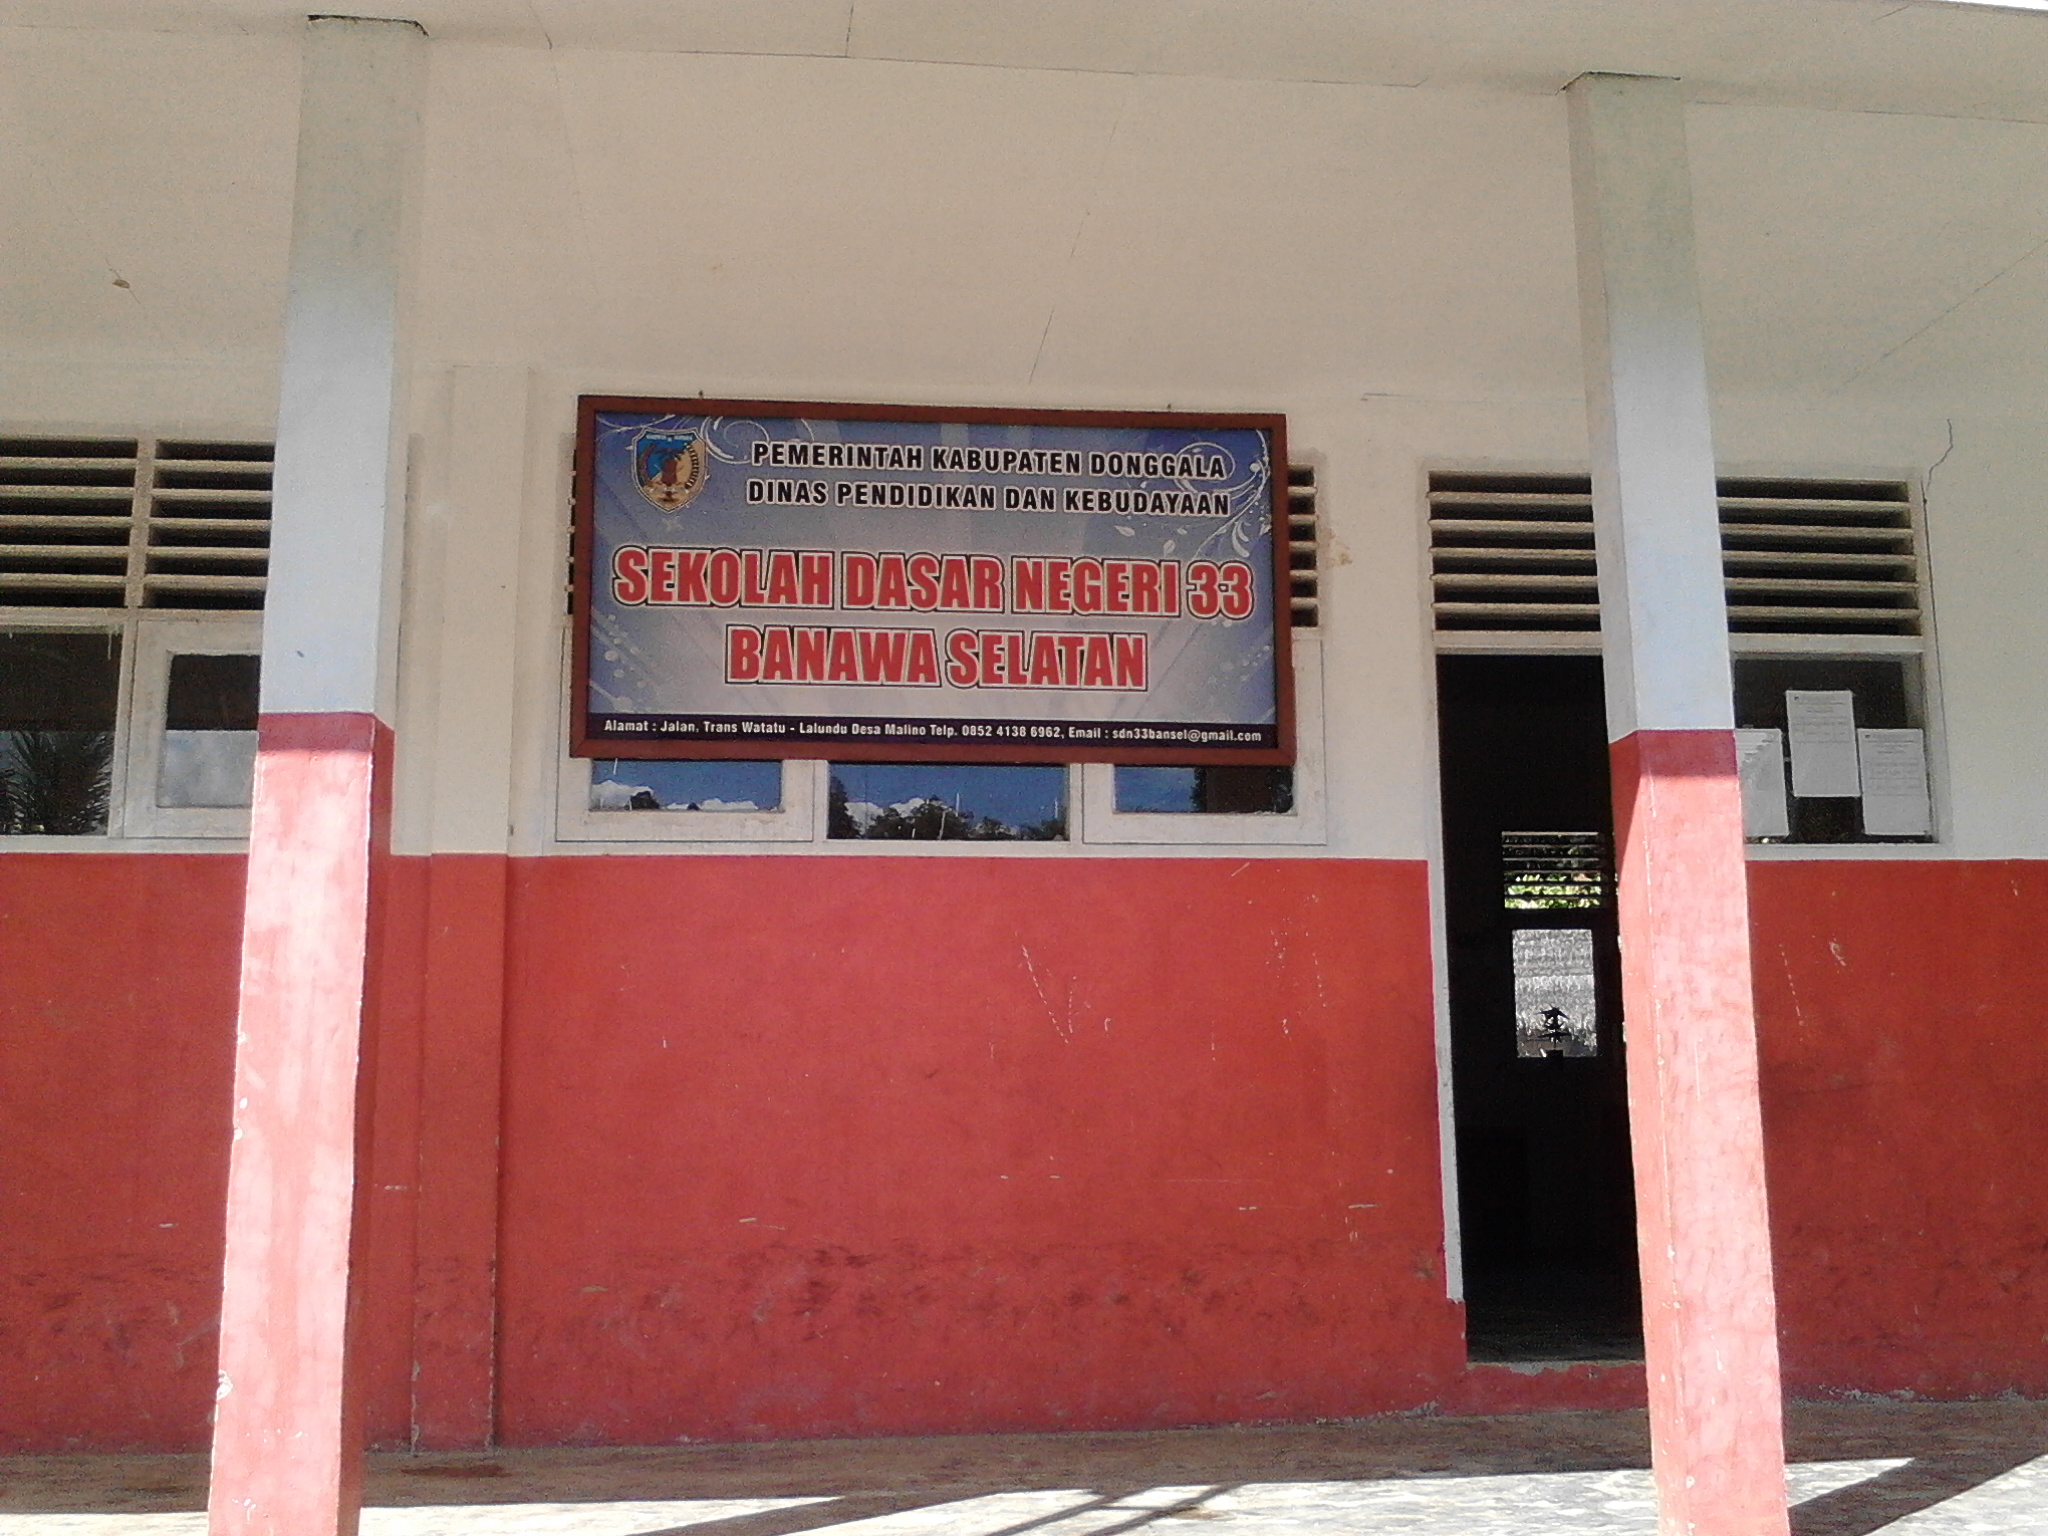 PEMERINTAH KABUPATEN DONGGALA
DINAS PENDIDIKAN DAN KEBUDAYAAN
SEKOLAH DASAR NEGERI 33
BANAWA SELATAN
Alamat : Jalan. Trans Watatu - Lalundu Desa Malino Telp. 0852 4138 6962, Email : sdn33bansel@gmail.com